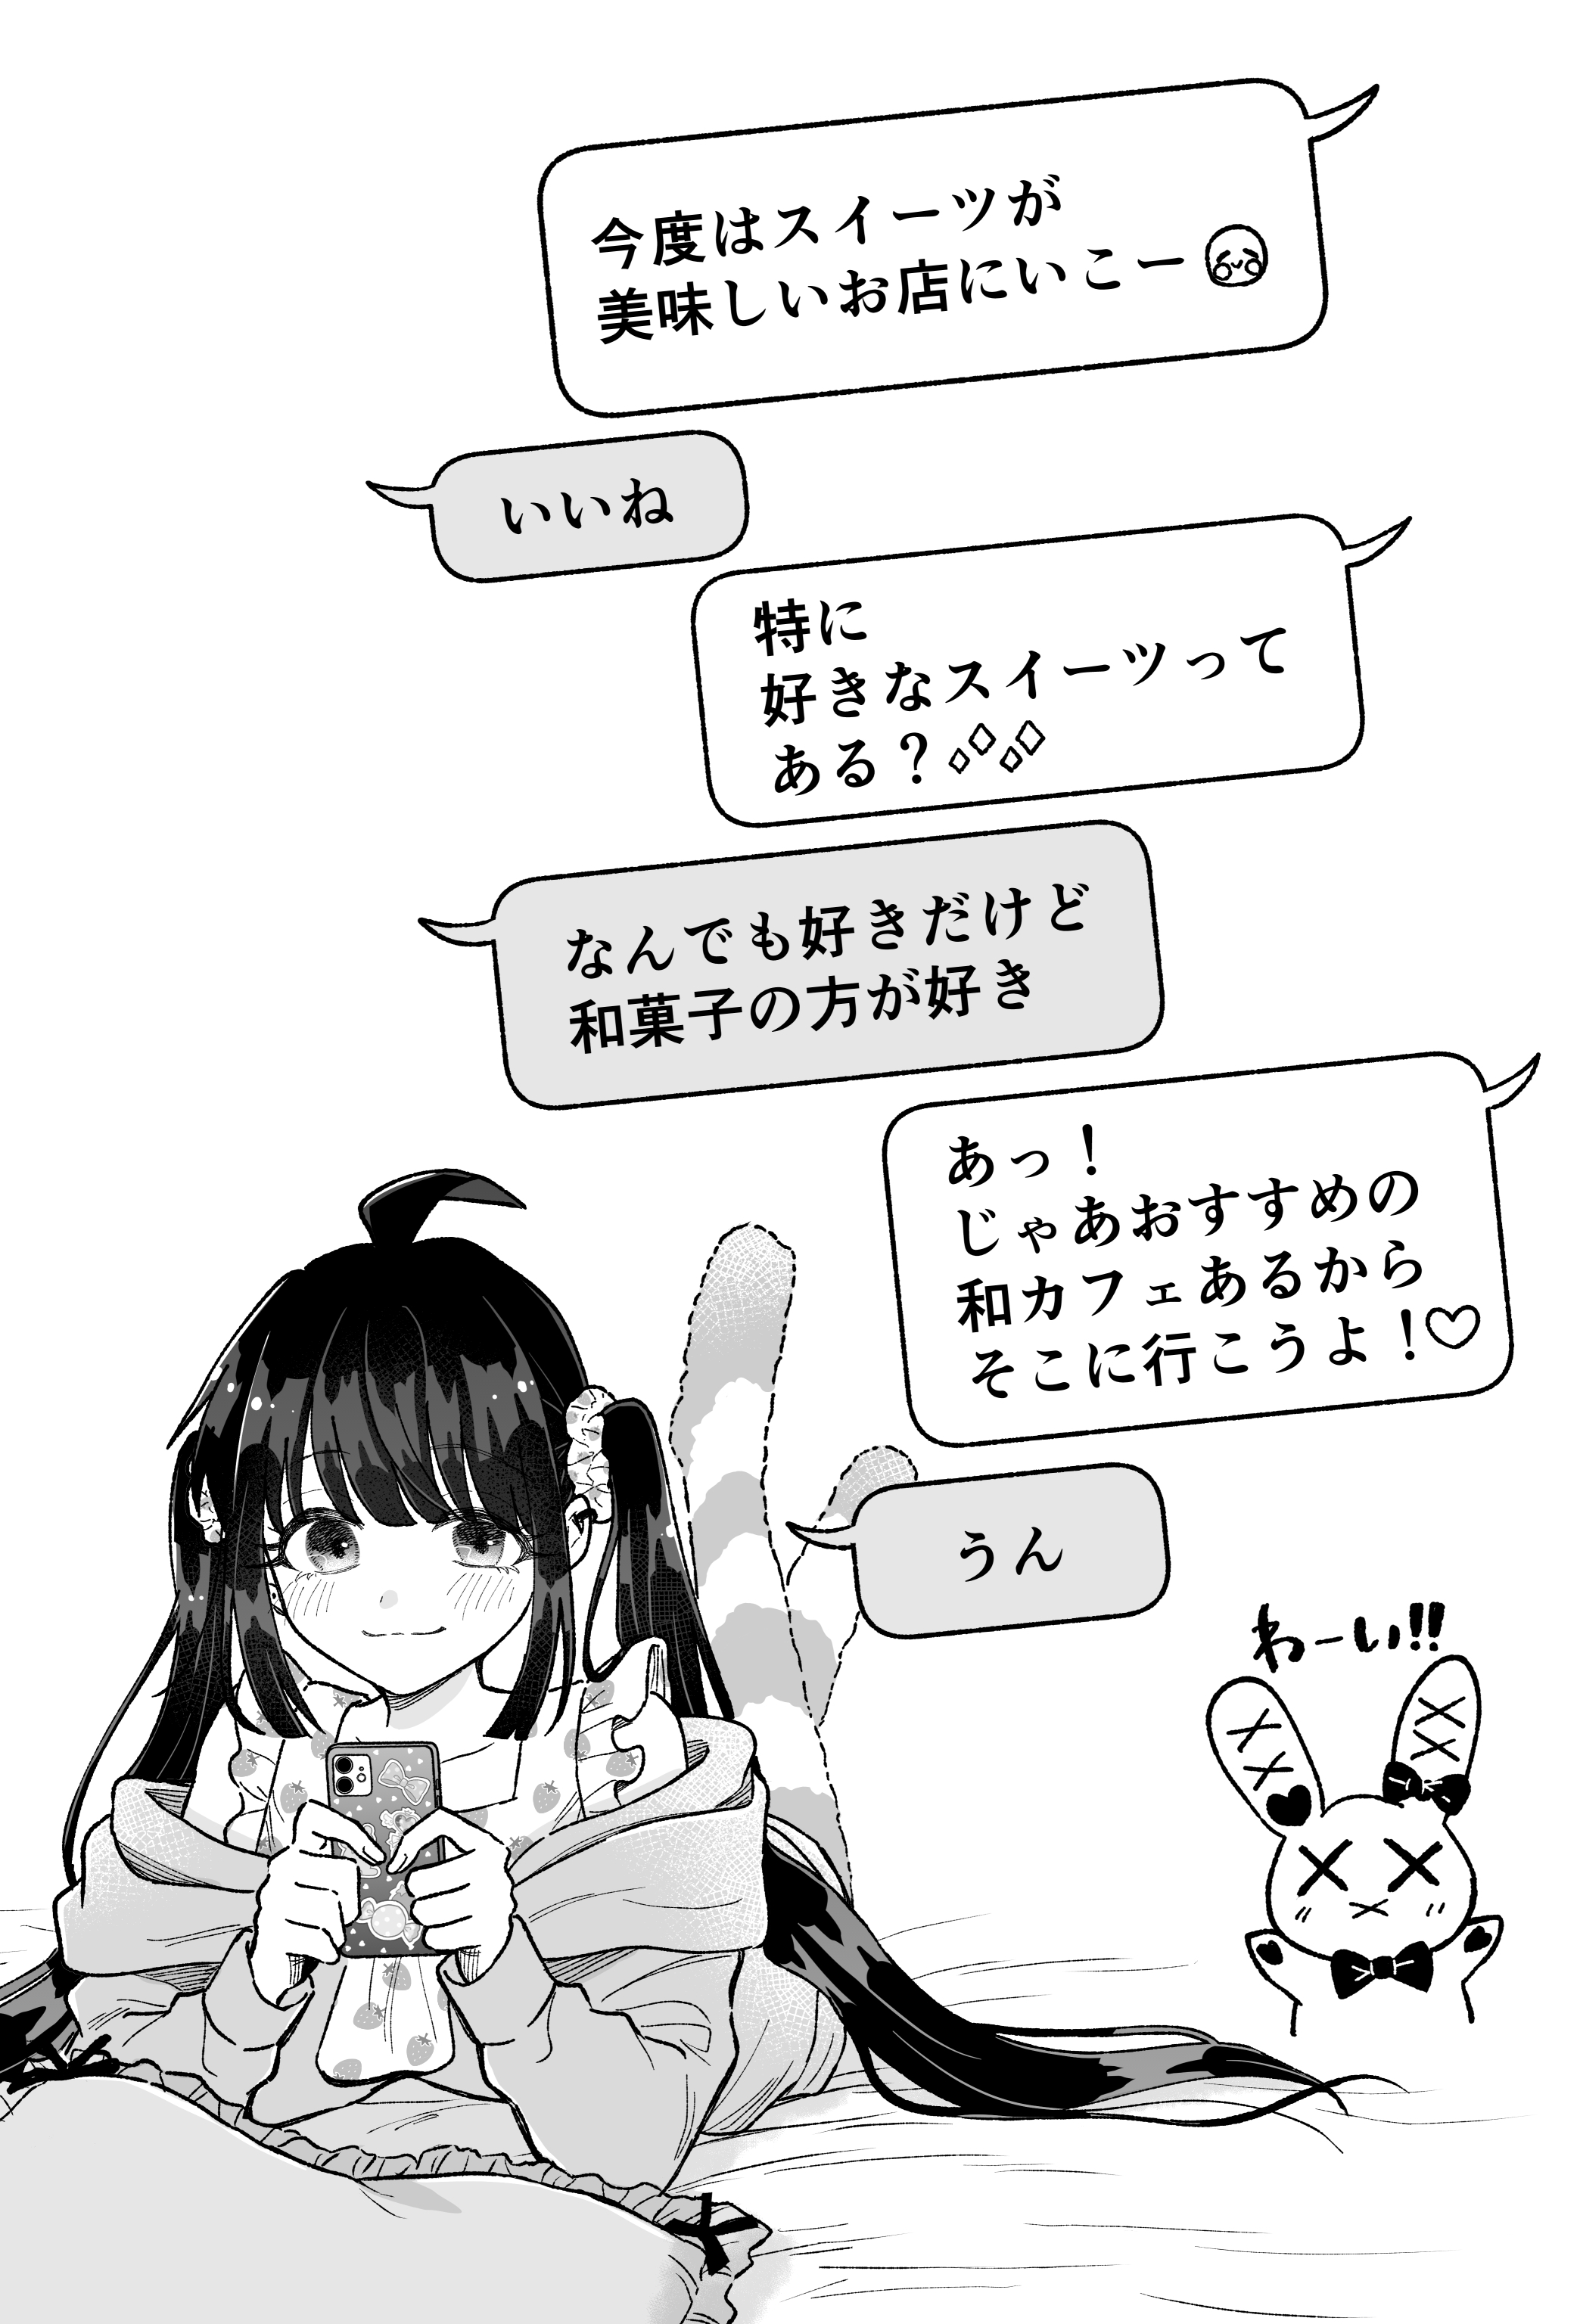 今度はスイーツが
美味しいお店にいこー
いいね
特に
好きなスイーツって
ある？
なんでも好きだけど
和菓子の方が好き
あっ！
じゃあおすすめの
和カフェあるから
そこに行こうよ！♡
うん
わーい!!